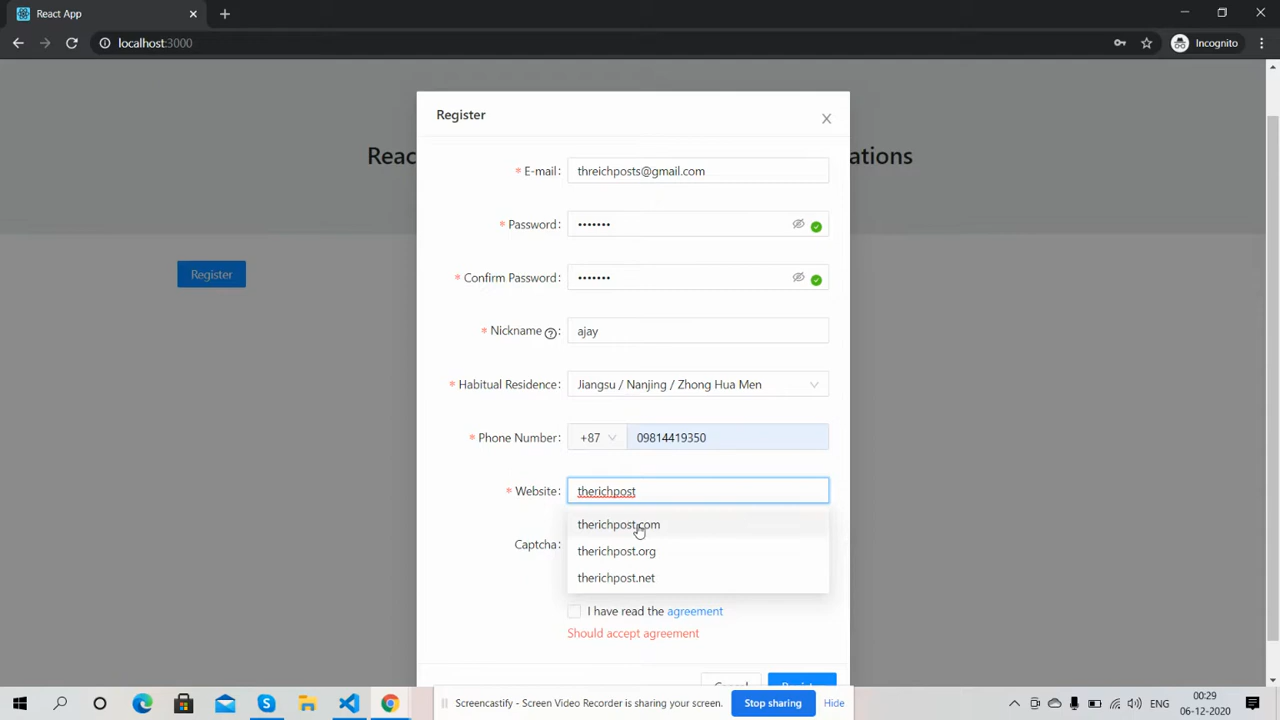 React App
localhost:3000
Incognito
Register
Reac
ations
* E-mail: threichposts@gmail.com
* Password: •••••••
* Confirm Password: •••••••
Register
* Nickname ?: ajay
* Habitual Residence: Jiangsu / Nanjing / Zhong Hua Men
* Phone Number: +87 09814419350
* Website: therichpost
therichpost.com
Captcha:
therichpost.org
therichpost.net
I have read the agreement
Should accept agreement
Cancel Register
Screencastify - Screen Video Recorder is sharing your screen. Stop sharing Hide
ENG
00:29
06-12-2020